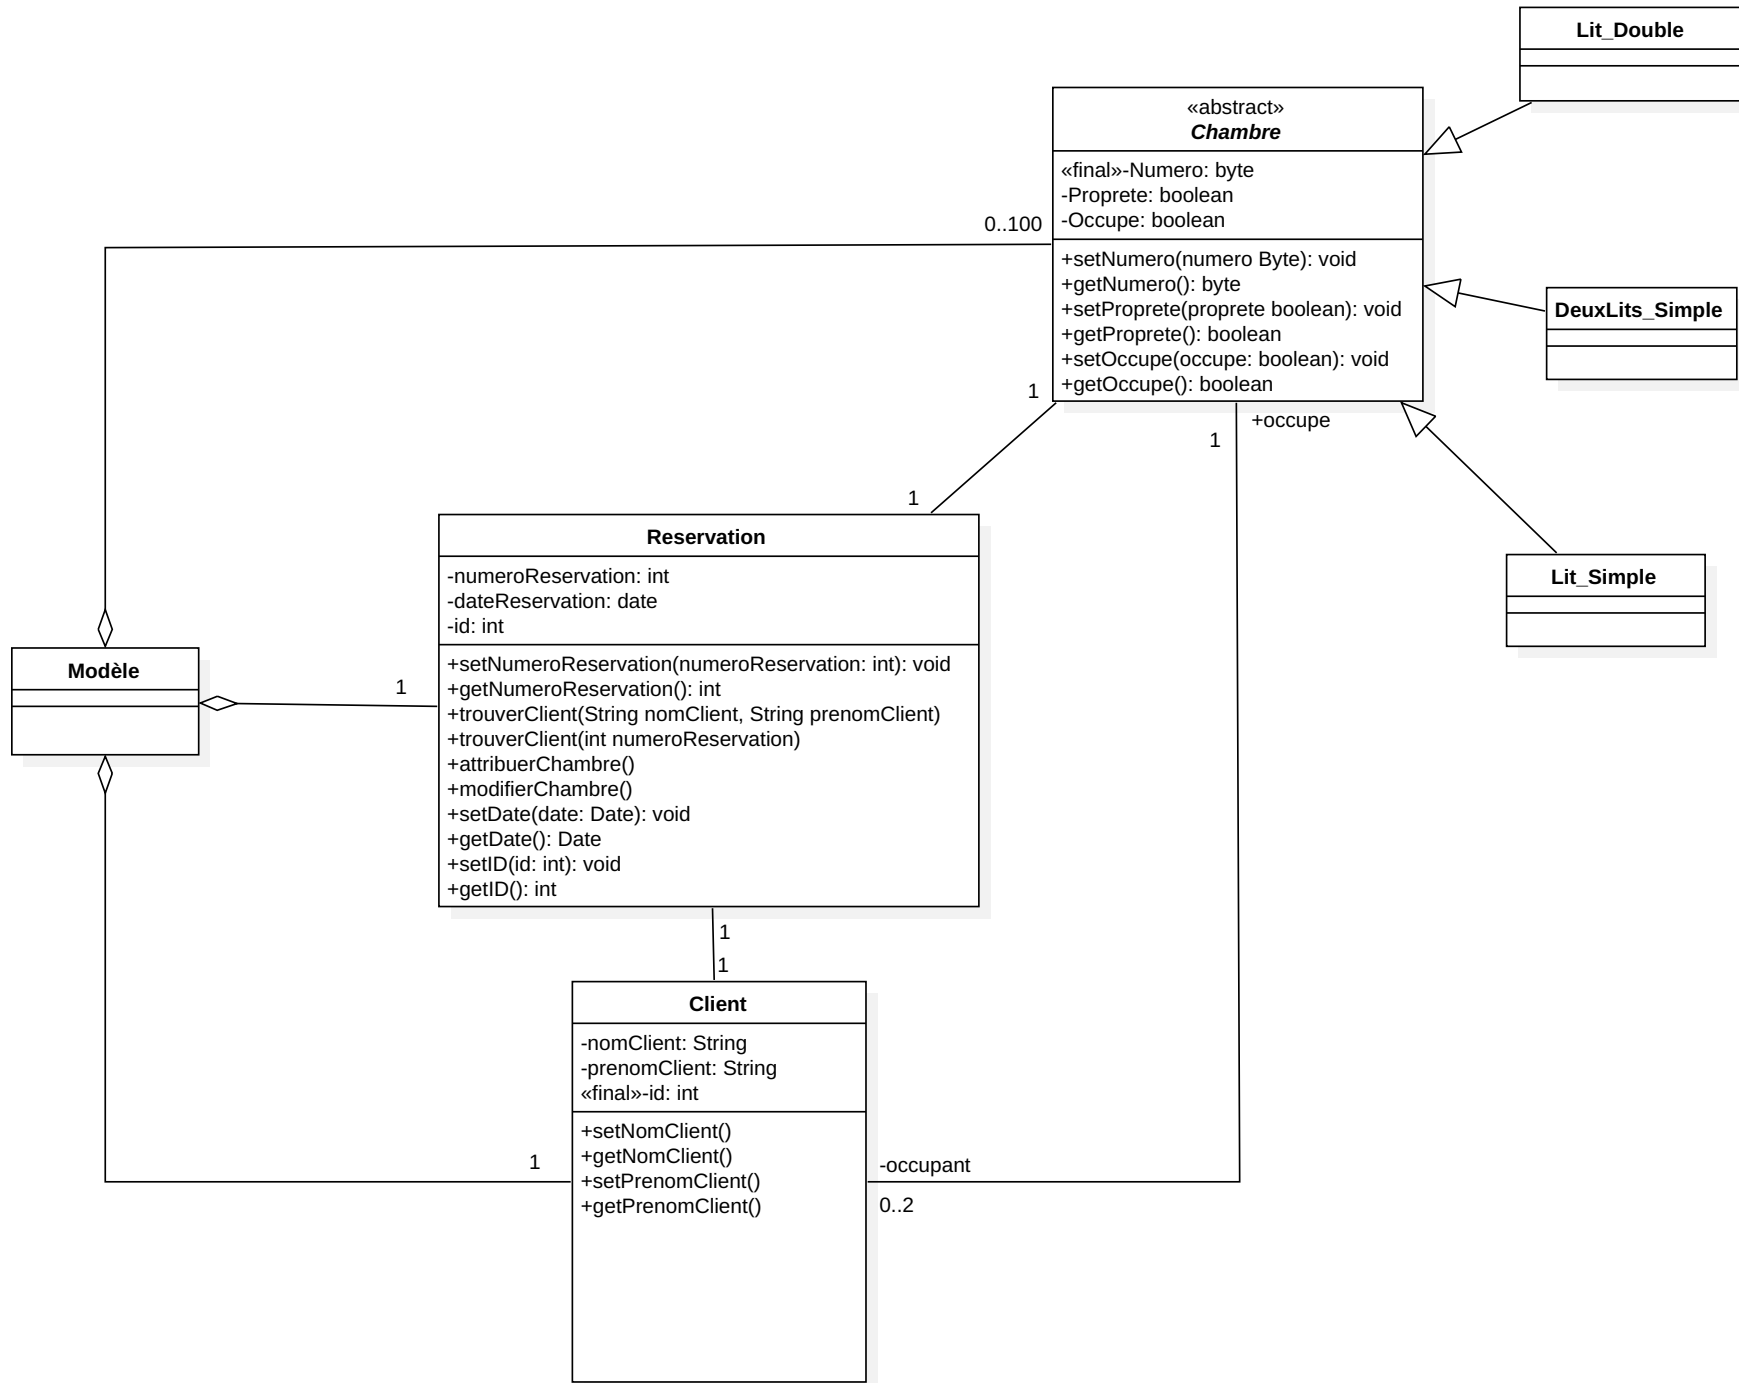 Lit_Double
«abstract»
Chambre
«final»-Numero: byte
-Proprete: boolean
-Occupe: boolean
+setNumero(numero Byte): void
+getNumero(): byte
+setProprete(proprete boolean): void
+getProprete(): boolean
+setOccupe(occupe: boolean): void
+getOccupe(): boolean
0..100
DeuxLits_Simple
1
+occupe
1
1
Lit_Simple
Reservation
-numeroReservation: int
-dateReservation: date
-id: int
+setNumeroReservation(numeroReservation: int): void
+getNumeroReservation(): int
+trouverClient(String nomClient, String prenomClient)
+trouverClient(int numeroReservation)
+attribuerChambre()
+modifierChambre()
+setDate(date: Date): void
+getDate(): Date
+setID(id: int): void
+getID(): int
Modèle
1
1
1
Client
-nomClient: String
-prenomClient: String
«final»-id: int
+setNomClient()
+getNomClient()
+setPrenomClient()
+getPrenomClient()
1
-occupant
0..2